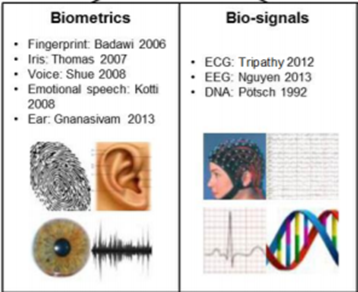 Biometrics
• Fingerprint: Badawi 2006
• Iris: Thomas 2007
• Voice: Shue 2008
• Emotional speech: Kotti
2008
• Ear: Gnanasivam 2013
Bio-signals
• ECG: Tripathy 2012
• EEG: Nguyen 2013
• DNA: Pötsch 1992